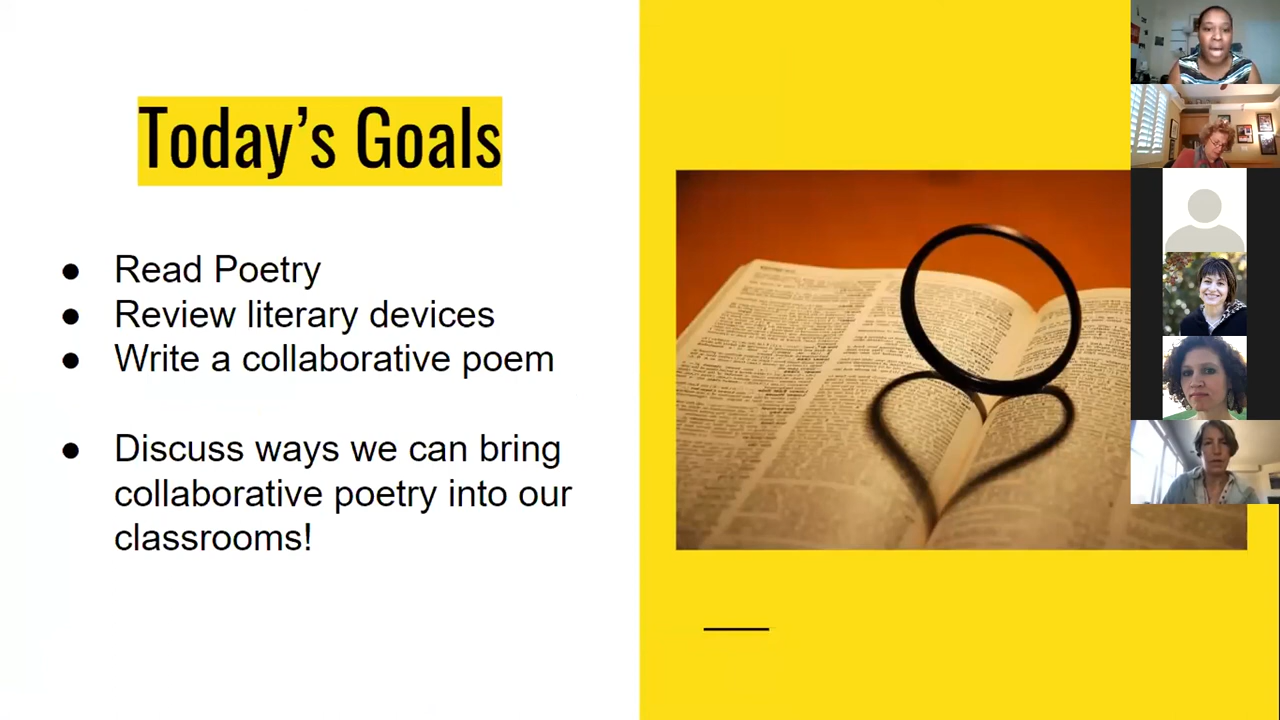 Today's Goals
● Read Poetry
● Review literary devices
● Write a collaborative poem
● Discuss ways we can bring
collaborative poetry into our
classrooms!